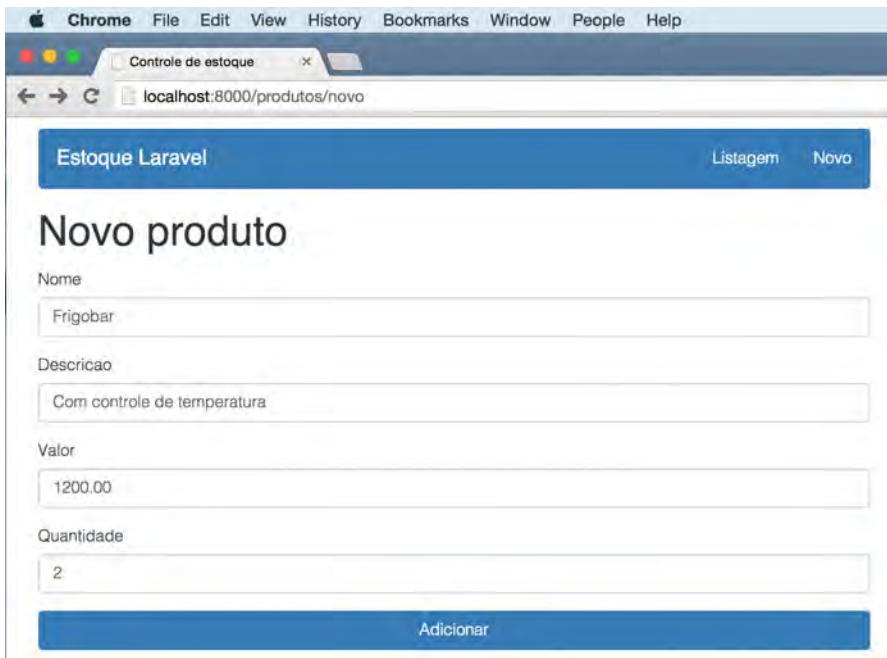 Chrome File Edit View History Bookmarks Window People Help
Controle de estoque ×
localhost:8000/produtos/novo
Estoque Laravel Listagem Novo
Novo produto
Nome
Frigobar
Descricao
Com controle de temperatura
Valor
1200.00
Quantidade
2
Adicionar